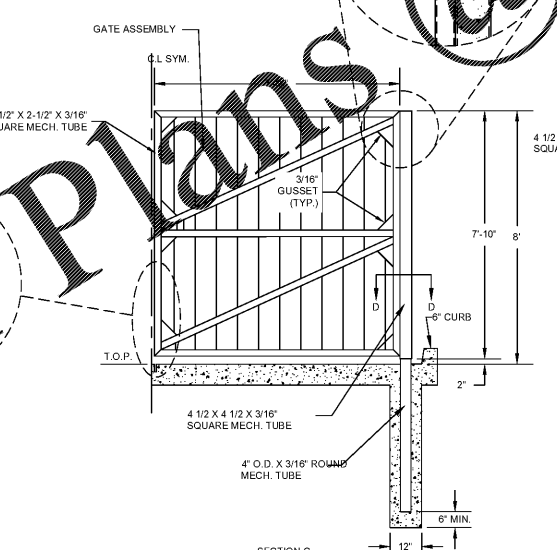 GATE ASSEMBLY
C.L SYM.
1/2" X 2-1/2" X 3/16"
UARE MECH. TUBE
4 1/2
SQUA
Plans
3/16"
GUSSET
(TYP.)
7'-10"
8'
D
D
6" CURB
T.O.P.
2"
4 1/2 X 4 1/2 X 3/16"
SQUARE MECH. TUBE
4" O.D. X 3/16" ROUND
MECH. TUBE
6" MIN.
12"